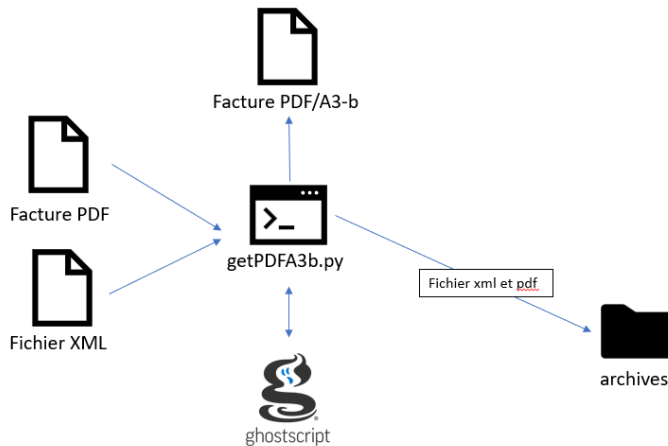 Facture PDF/A3-b
Facture PDF
>_
getPDFA3b.py
Fichier xml et pdf
Fichier XML
archives
ghostscript